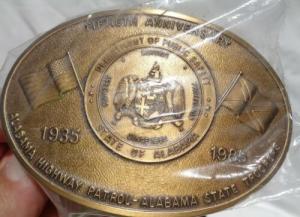 FIFTIETH ANNIVERSARY
DEPARTMENT OF PUBLIC SAFETY
STATE OF ALABAMA
1935
1985
ALABAMA HIGHWAY PATROL - ALABAMA STATE TROOPERS